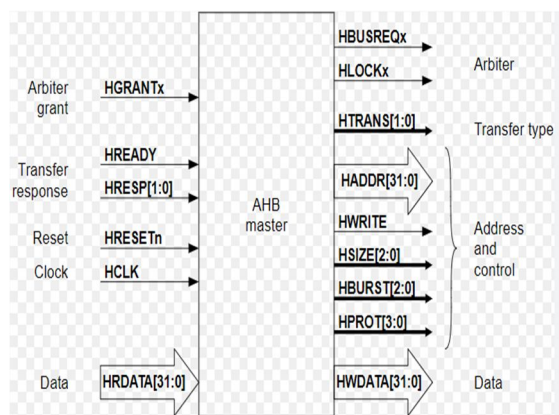 HBUSREQx
HLOCKx
Arbiter
Arbiter
grant
HGRANTx
HTRANS[1:0]
Transfer type
Transfer
response
HREADY
HRESP[1:0]
HADDR[31:0]
AHB
master
HWRITE
HSIZE[2:0]
HBURST[2:0]
HPROT[3:0]
Address
and
control
Reset
HRESETn
Clock
HCLK
Data
HRDATA[31:0]
HWDATA[31:0]
Data